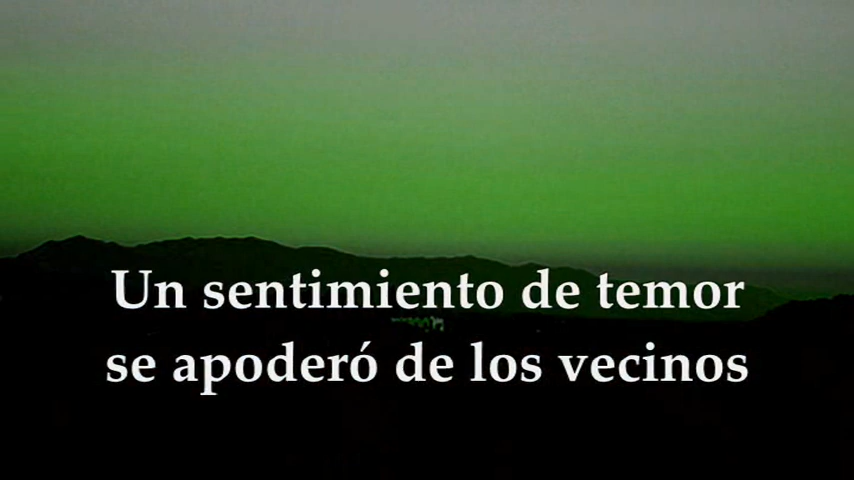 Un sentimiento de temor
se apoderó de los vecinos